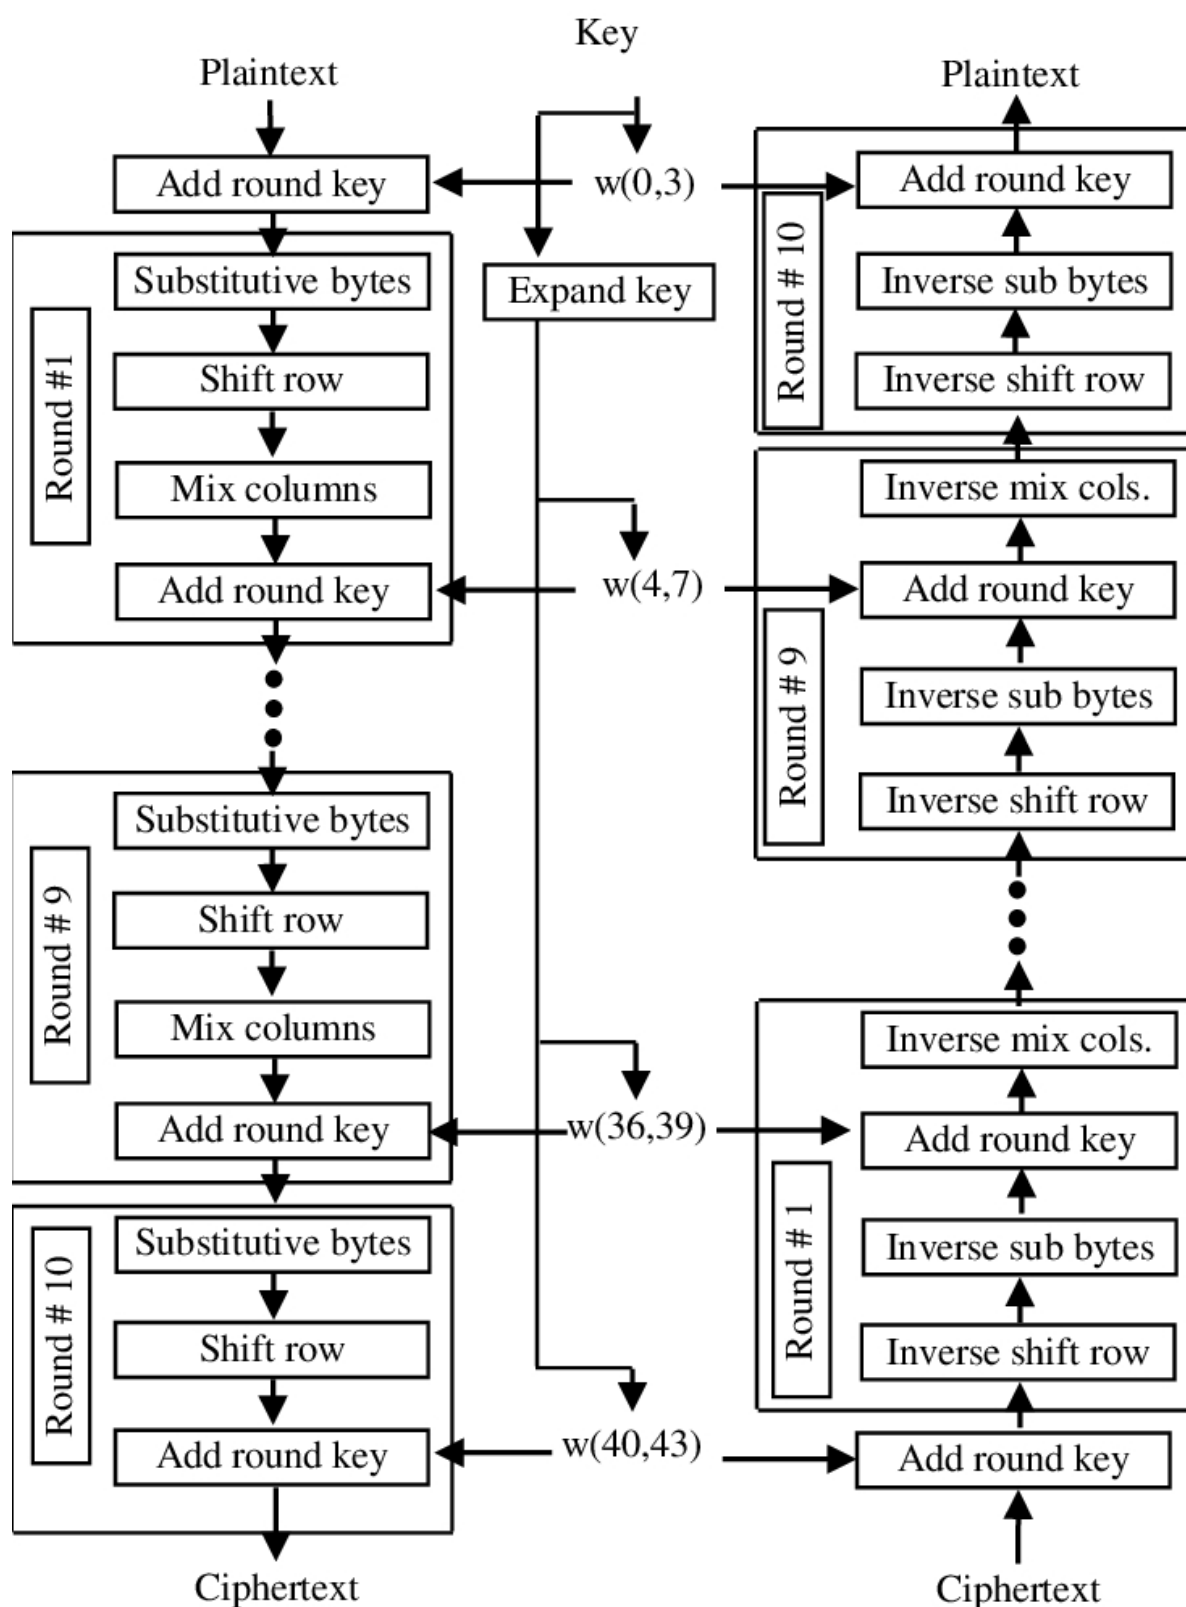 Key
Plaintext
Add round key
Round #1
Substitutive bytes
Shift row
Mix columns
Add round key
Round # 9
Substitutive bytes
Shift row
Mix columns
Add round key
Round # 10
Substitutive bytes
Shift row
Add round key
Ciphertext
w(0,3)
Expand key
w(4,7)
w(36,39)
w(40,43)
Plaintext
Round # 10
Add round key
Inverse sub bytes
Inverse shift row
Round # 9
Inverse mix cols.
Add round key
Inverse sub bytes
Inverse shift row
Round # 1
Inverse mix cols.
Add round key
Inverse sub bytes
Inverse shift row
Add round key
Ciphertext